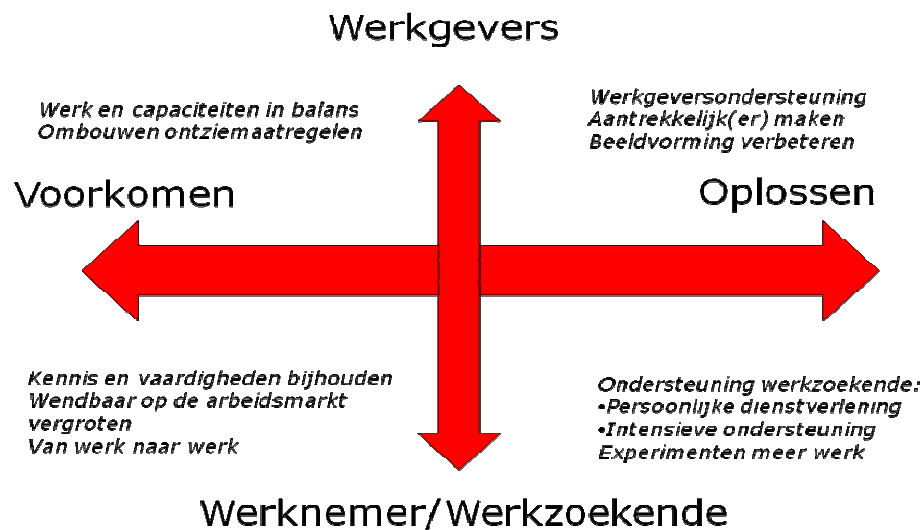 Werkgevers
Werk en capaciteiten in balans
Ombouwen ontziemaatregelen
Werkgeversondersteuning
Aantrekkelijk(er) maken
Beeldvorming verbeteren
Voorkomen
Oplossen
Kennis en vaardigheden bijhouden
Wendbaar op de arbeidsmarkt
vergroten
Van werk naar werk
Ondersteuning werkzoekende:
•Persoonlijke dienstverlening
•Intensieve ondersteuning
Experimenten meer werk
Werknemer/Werkzoekende